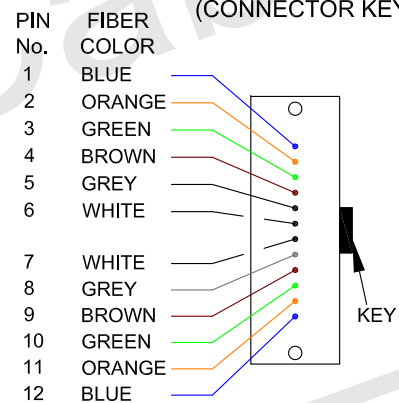 (CONNECTOR KEY
PIN FIBER
No. COLOR
1 BLUE
2 ORANGE
3 GREEN
4 BROWN
5 GREY
6 WHITE
7 WHITE
8 GREY
9 BROWN
10 GREEN
11 ORANGE
12 BLUE
KEY